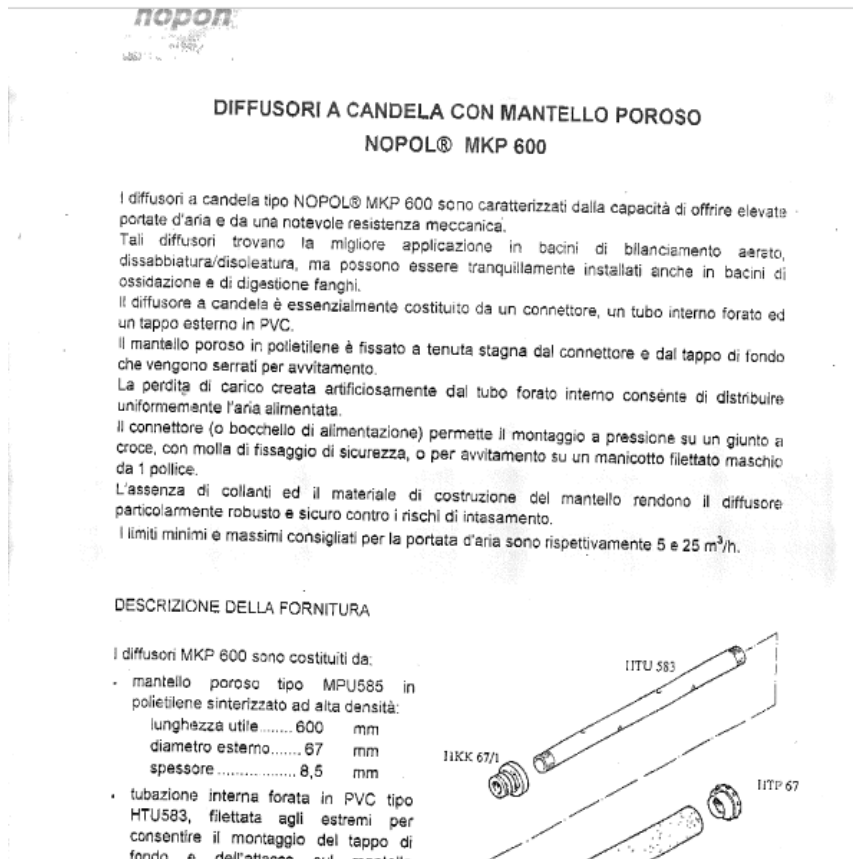 nopon
DIFFUSORI A CANDELA CON MANTELLO POROSO
NOPOL® MKP 600
I diffusori a candela tipo NOPOL® MKP 600 sono caratterizzati dalla capacità di offrire elevate
portate d'aria e da una notevole resistenza meccanica.
Tali diffusori trovano la migliore applicazione in bacini di bilanciamento aerato,
dissabbiatura/disoleatura, ma possono essere tranquillamente installati anche in bacini di
ossidazione e di digestione fanghi.
Il diffusore a candela è essenzialmente costituito da un connettore, un tubo interno forato ed
un tappo esterno in PVC.
Il mantello poroso in polietilene è fissato a tenuta stagna dal connettore e dal tappo di fondo
che vengono serrati per avvitamento.
La perdita di carico creata artificiosamente dal tubo forato interno consente di distribuire
uniformemente l'aria alimentata.
Il connettore (o bocchello di alimentazione) permette il montaggio a pressione su un giunto a
croce, con molla di fissaggio di sicurezza, o per avvitamento su un manicotto filettato maschio
da 1 pollice.
L'assenza di collanti ed il materiale di costruzione del mantello rendono il diffusore
particolarmente robusto e sicuro contro i rischi di intasamento.
I limiti minimi e massimi consigliati per la portata d'aria sono rispettivamente 5 e 25 m³/h.
DESCRIZIONE DELLA FORNITURA
I diffusori MKP 600 sono costituiti da:
- mantello poroso tipo MPU585 in
polietilene sinterizzato ad alta densità:
lunghezza utile........ 600 mm
diametro esterno....... 67 mm
spessore.................. 8,5 mm
- tubazione interna forata in PVC tipo
HTU583, filettata agli estremi per
consentire il montaggio del tappo di
fondo e dell'attacco sul mantello
HTU 583
HKK 67/1
HTP 67